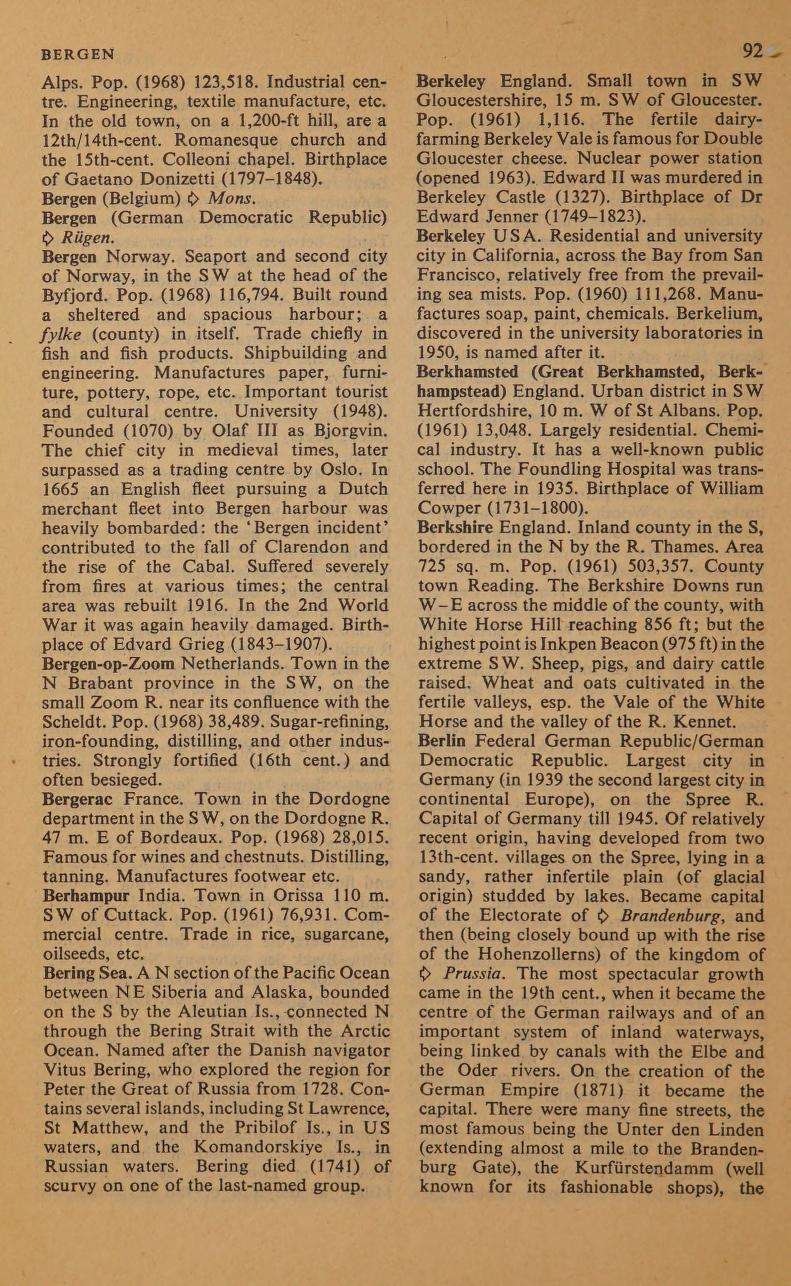 BERGEN
92
Alps. Pop. (1968) 123,518. Industrial cen-
tre. Engineering, textile manufacture, etc.
In the old town, on a 1,200-ft hill, are a
12th/14th-cent. Romanesque church and
the 15th-cent. Colleoni chapel. Birthplace
of Gaetano Donizetti (1797–1848).
Bergen (Belgium) ◊ Mons.
Bergen (German Democratic Republic)
◊ Rügen.
Bergen Norway. Seaport and second city
of Norway, in the SW at the head of the
Byfjord. Pop. (1968) 116,794. Built round
a sheltered and spacious harbour; a
fylke (county) in itself. Trade chiefly in
fish and fish products. Shipbuilding and
engineering. Manufactures paper, furni-
ture, pottery, rope, etc. Important tourist
and cultural centre. University (1948).
Founded (1070) by Olaf III as Bjorgvin.
The chief city in medieval times, later
surpassed as a trading centre by Oslo. In
1665 an English fleet pursuing a Dutch
merchant fleet into Bergen harbour was
heavily bombarded: the ‘Bergen incident’
contributed to the fall of Clarendon and
the rise of the Cabal. Suffered severely
from fires at various times; the central
area was rebuilt 1916. In the 2nd World
War it was again heavily damaged. Birth-
place of Edvard Grieg (1843–1907).
Bergen-op-Zoom Netherlands. Town in the
N Brabant province in the SW, on the
small Zoom R. near its confluence with the
Scheldt. Pop. (1968) 38,489. Sugar-refining,
iron-founding, distilling, and other indus-
tries. Strongly fortified (16th cent.) and
often besieged.
Bergerac France. Town in the Dordogne
department in the SW, on the Dordogne R.
47 m. E of Bordeaux. Pop. (1968) 28,015.
Famous for wines and chestnuts. Distilling,
tanning. Manufactures footwear etc.
Berhampur India. Town in Orissa 110 m.
SW of Cuttack. Pop. (1961) 76,931. Com-
mercial centre. Trade in rice, sugarcane,
oilseeds, etc.
Bering Sea. A N section of the Pacific Ocean
between NE Siberia and Alaska, bounded
on the S by the Aleutian Is., connected N
through the Bering Strait with the Arctic
Ocean. Named after the Danish navigator
Vitus Bering, who explored the region for
Peter the Great of Russia from 1728. Con-
tains several islands, including St Lawrence,
St Matthew, and the Pribilof Is., in US
waters, and the Komandorskiye Is., in
Russian waters. Bering died (1741) of
scurvy on one of the last-named group.
Berkeley England. Small town in SW
Gloucestershire, 15 m. SW of Gloucester.
Pop. (1961) 1,116. The fertile dairy-
farming Berkeley Vale is famous for Double
Gloucester cheese. Nuclear power station
(opened 1963). Edward II was murdered in
Berkeley Castle (1327). Birthplace of Dr
Edward Jenner (1749–1823).
Berkeley USA. Residential and university
city in California, across the Bay from San
Francisco, relatively free from the prevail-
ing sea mists. Pop. (1960) 111,268. Manu-
factures soap, paint, chemicals. Berkelium,
discovered in the university laboratories in
1950, is named after it.
Berkhamsted (Great Berkhamsted, Berk-
hampstead) England. Urban district in SW
Hertfordshire, 10 m. W of St Albans. Pop.
(1961) 13,048. Largely residential. Chemi-
cal industry. It has a well-known public
school. The Foundling Hospital was trans-
ferred here in 1935. Birthplace of William
Cowper (1731–1800).
Berkshire England. Inland county in the S,
bordered in the N by the R. Thames. Area
725 sq. m. Pop. (1961) 503,357. County
town Reading. The Berkshire Downs run
W–E across the middle of the county, with
White Horse Hill reaching 856 ft; but the
highest point is Inkpen Beacon (975 ft) in the
extreme SW. Sheep, pigs, and dairy cattle
raised. Wheat and oats cultivated in the
fertile valleys, esp. the Vale of the White
Horse and the valley of the R. Kennet.
Berlin Federal German Republic/German
Democratic Republic. Largest city in
Germany (in 1939 the second largest city in
continental Europe), on the Spree R.
Capital of Germany till 1945. Of relatively
recent origin, having developed from two
13th-cent. villages on the Spree, lying in a
sandy, rather infertile plain (of glacial
origin) studded by lakes. Became capital
of the Electorate of ◊ Brandenburg, and
then (being closely bound up with the rise
of the Hohenzollerns) of the kingdom of
◊ Prussia. The most spectacular growth
came in the 19th cent., when it became the
centre of the German railways and of an
important system of inland waterways,
being linked by canals with the Elbe and
the Oder rivers. On the creation of the
German Empire (1871) it became the
capital. There were many fine streets, the
most famous being the Unter den Linden
(extending almost a mile to the Branden-
burg Gate), the Kurfürstendamm (well
known for its fashionable shops), the